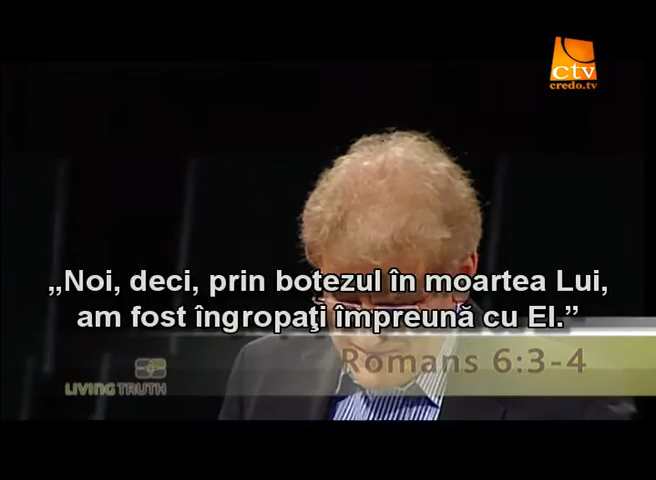 ctv
credo.tv
„Noi, deci, prin botezul în moartea Lui,
am fost îngropaţi împreună cu El.”
Romans 6:3-4
LIVING TRUTH